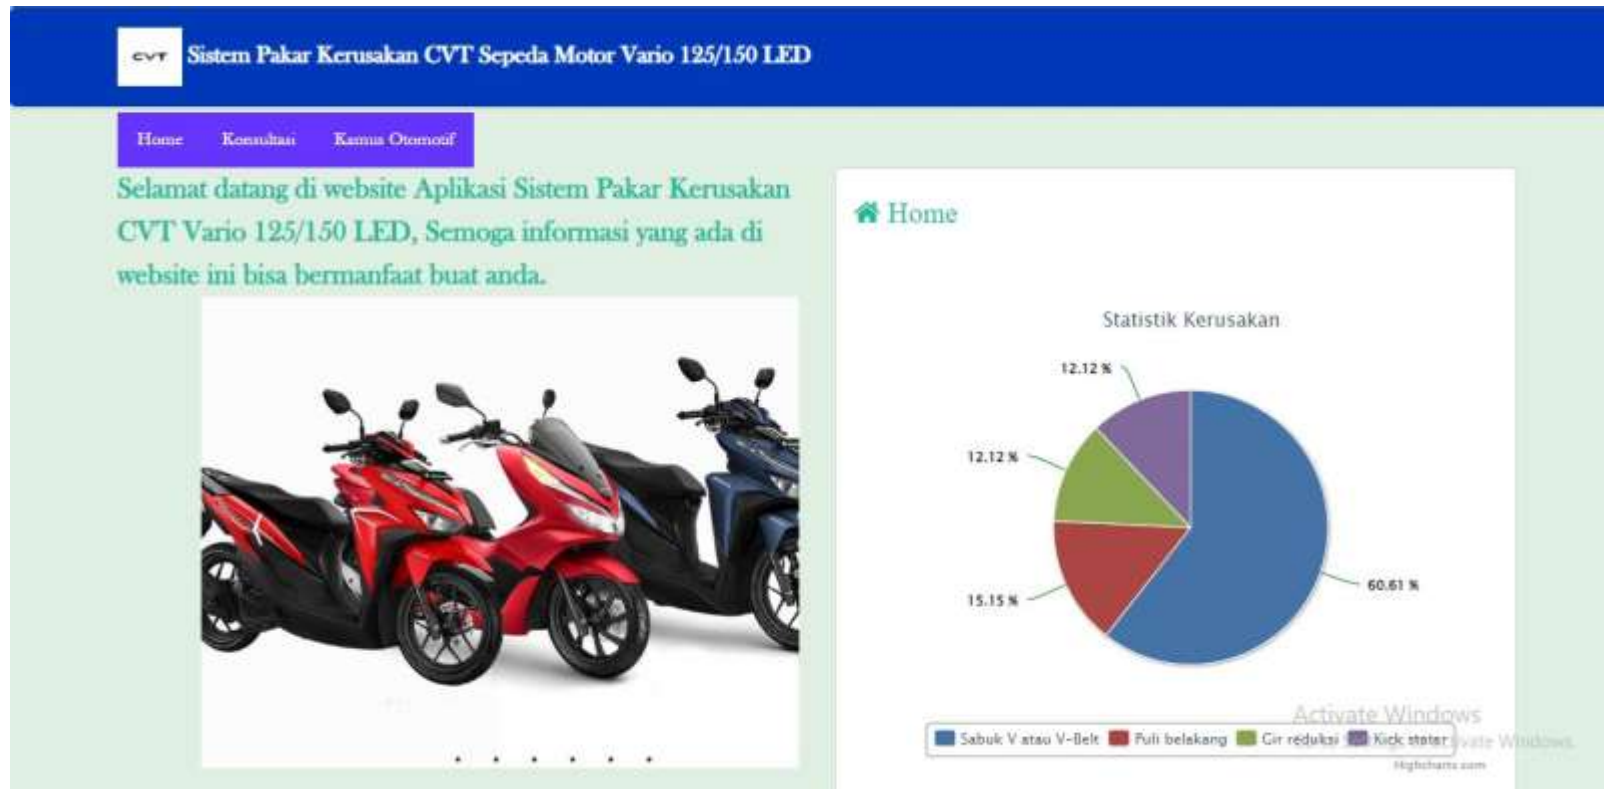 CVT
Sistem Pakar Kerusakan CVT Sepeda Motor Vario 125/150 LED
Home Konsultasi Kamus Otomotif
Selamat datang di website Aplikasi Sistem Pakar Kerusakan
CVT Vario 125/150 LED, Semoga informasi yang ada di
website ini bisa bermanfaat buat anda.
Home
Statistik Kerusakan
12.12 %
12.12 %
15.15 %
60.61 %
Activate Windows
Sabuk V atau V-Belt Puli belakang Gir reduksi Kick stater
Windows.
Highcharts.com